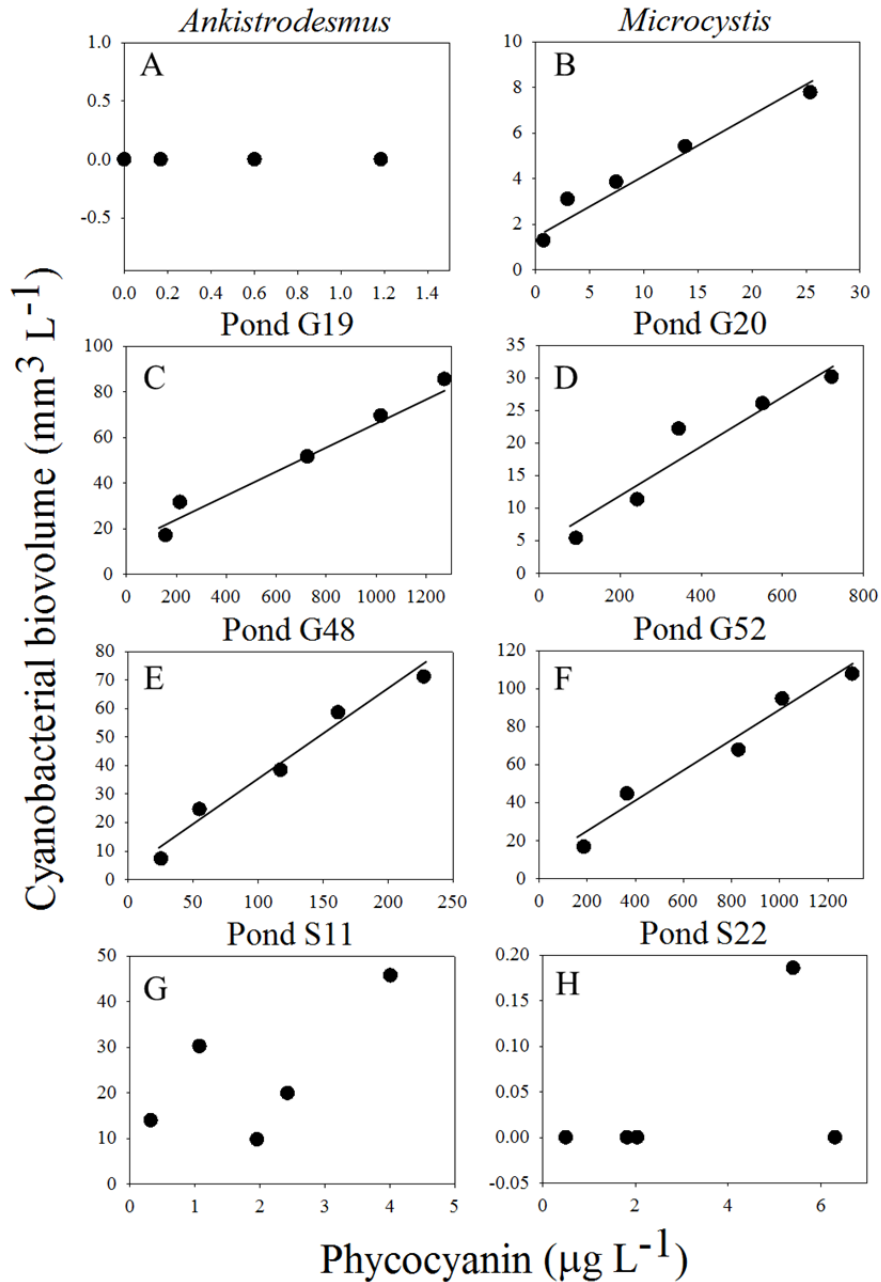 Ankistrodesmus
Microcystis
A
1.0
0.5
0.0
-0.5
0.0 0.2 0.4 0.6 0.8 1.0 1.2 1.4
B
10
8
6
4
2
0
0 5 10 15 20 25 30
Pond G19
Pond G20
C
100
80
60
40
20
0
0 200 400 600 800 1000 1200
D
35
30
25
20
15
10
5
0
0 200 400 600 800
Pond G48
Pond G52
E
80
70
60
50
40
30
20
10
0
0 50 100 150 200 250
F
120
100
80
60
40
20
0
0 200 400 600 800 1000 1200
Pond S11
Pond S22
G
50
40
30
20
10
0
0 1 2 3 4 5
H
0.20
0.15
0.10
0.05
0.00
-0.05
0 2 4 6
Cyanobacterial biovolume (mm³ L⁻¹)
Phycocyanin (µg L⁻¹)